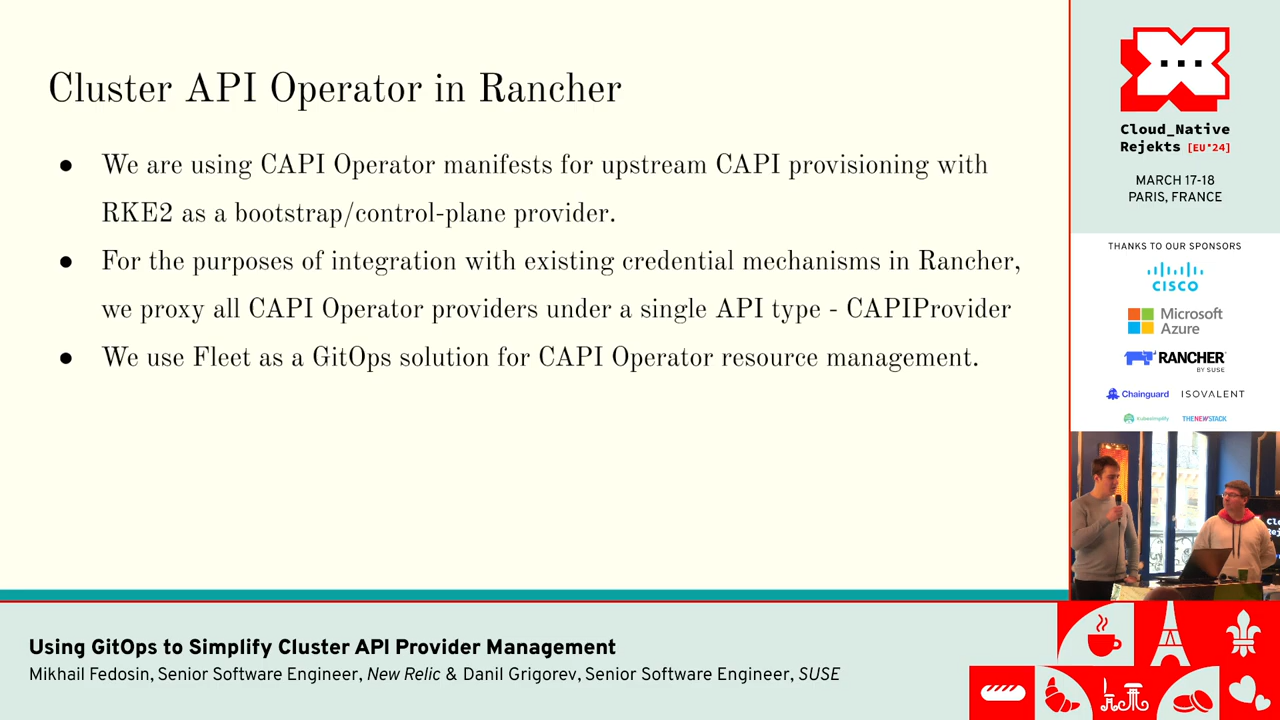 Cluster API Operator in Rancher
● We are using CAPI Operator manifests for upstream CAPI provisioning with
RKE2 as a bootstrap/control-plane provider.
● For the purposes of integration with existing credential mechanisms in Rancher,
we proxy all CAPI Operator providers under a single API type - CAPIProvider
● We use Fleet as a GitOps solution for CAPI Operator resource management.
Cloud_Native
Rejekts [EU*24]
MARCH 17-18
PARIS, FRANCE
THANKS TO OUR SPONSORS
CISCO
Microsoft
Azure
RANCHER
BY SUSE
Chainguard ISOVALENT
kubesimplify THENEWSTACK
Using GitOps to Simplify Cluster API Provider Management
Mikhail Fedosin, Senior Software Engineer, New Relic & Danil Grigorev, Senior Software Engineer, SUSE